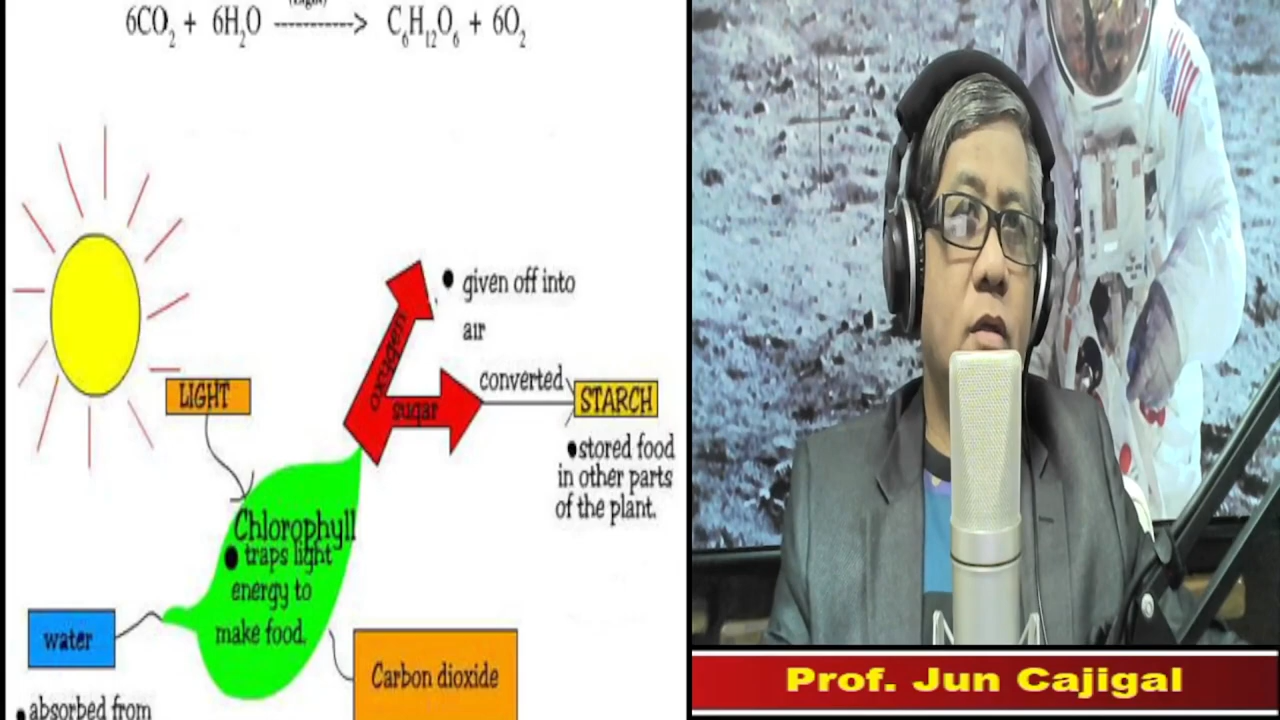 6CO₂ + 6H₂O ----------> C₆H₁₂O₆ + 6O₂
● given off into
air
oxygen
converted
LIGHT
sugar
STARCH
●stored food
in other parts
of the plant.
Chlorophyll
● traps light
energy to
make food.
water
Carbon dioxide
● absorbed from
Prof. Jun Cajigal